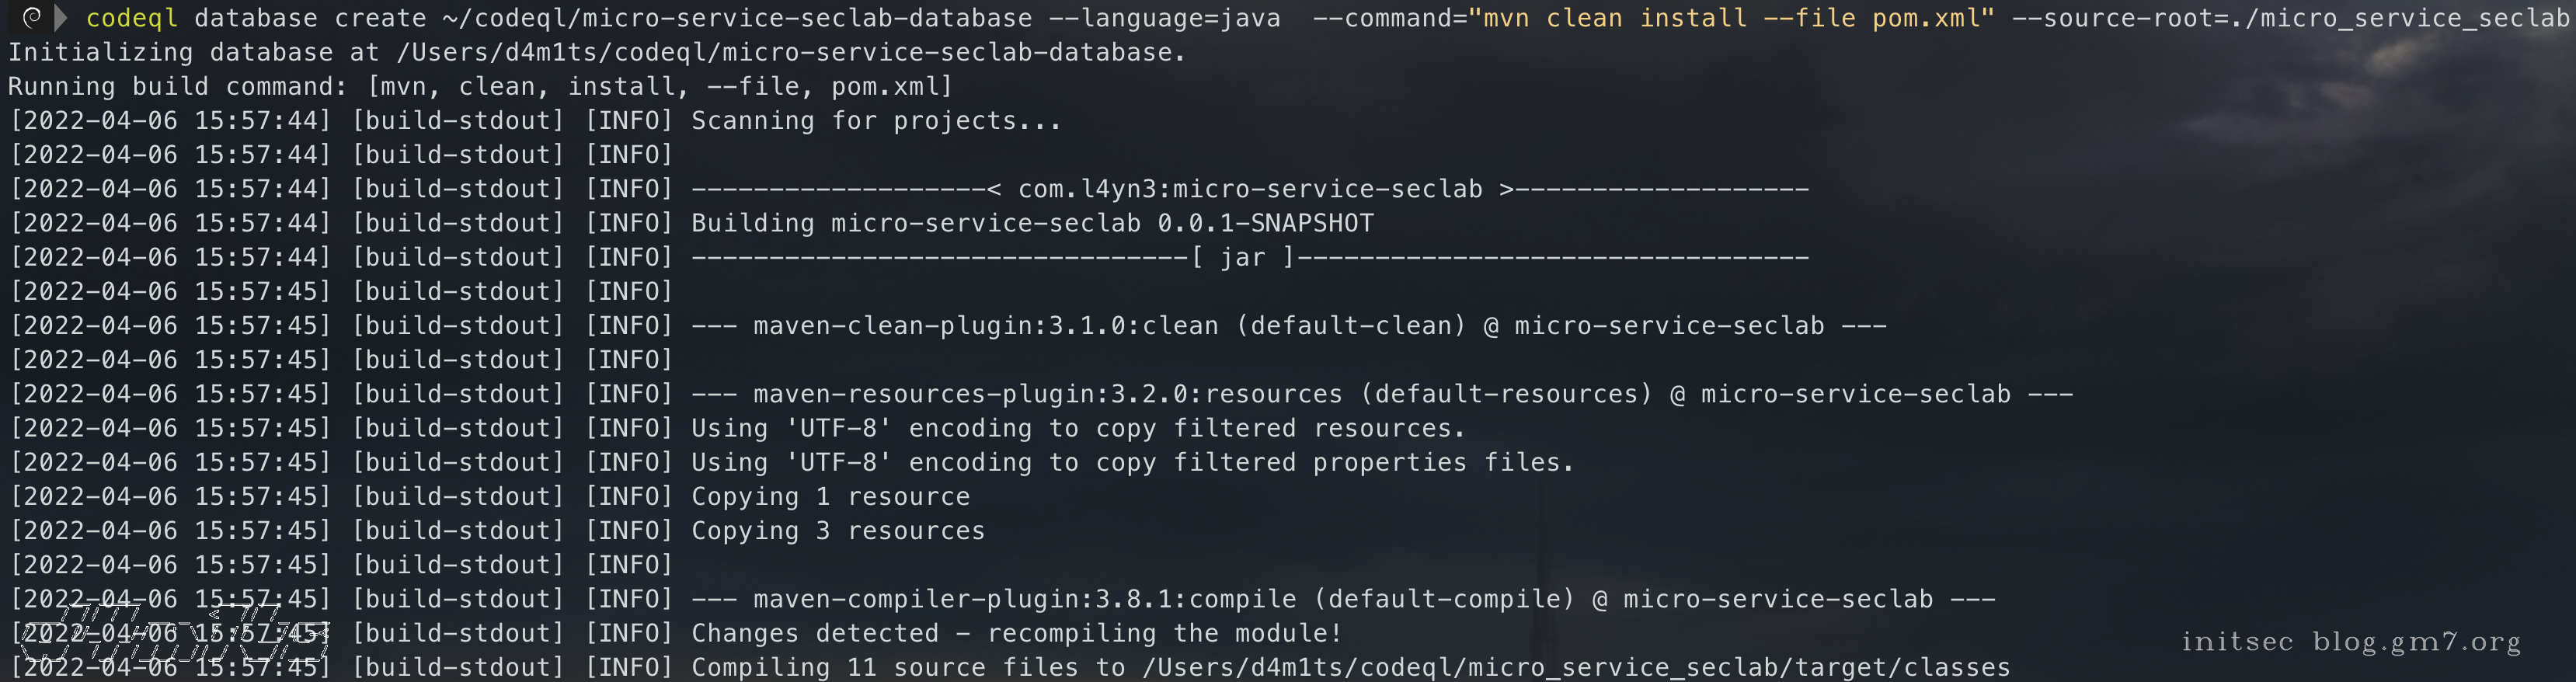 codeql database create ~/codeql/micro-service-seclab-database --language=java  --command="mvn clean install --file pom.xml" --source-root=./micro_service_seclab
Initializing database at /Users/d4m1ts/codeql/micro-service-seclab-database.
Running build command: [mvn, clean, install, --file, pom.xml]
[2022-04-06 15:57:44] [build-stdout] [INFO] Scanning for projects...
[2022-04-06 15:57:44] [build-stdout] [INFO]
[2022-04-06 15:57:44] [build-stdout] [INFO] -------------------< com.l4yn3:micro-service-seclab >-------------------
[2022-04-06 15:57:44] [build-stdout] [INFO] Building micro-service-seclab 0.0.1-SNAPSHOT
[2022-04-06 15:57:44] [build-stdout] [INFO] --------------------------------[ jar ]---------------------------------
[2022-04-06 15:57:45] [build-stdout] [INFO]
[2022-04-06 15:57:45] [build-stdout] [INFO] --- maven-clean-plugin:3.1.0:clean (default-clean) @ micro-service-seclab ---
[2022-04-06 15:57:45] [build-stdout] [INFO]
[2022-04-06 15:57:45] [build-stdout] [INFO] --- maven-resources-plugin:3.2.0:resources (default-resources) @ micro-service-seclab ---
[2022-04-06 15:57:45] [build-stdout] [INFO] Using 'UTF-8' encoding to copy filtered resources.
[2022-04-06 15:57:45] [build-stdout] [INFO] Using 'UTF-8' encoding to copy filtered properties files.
[2022-04-06 15:57:45] [build-stdout] [INFO] Copying 1 resource
[2022-04-06 15:57:45] [build-stdout] [INFO] Copying 3 resources
[2022-04-06 15:57:45] [build-stdout] [INFO]
[2022-04-06 15:57:45] [build-stdout] [INFO] --- maven-compiler-plugin:3.8.1:compile (default-compile) @ micro-service-seclab ---
[2022-04-06 15:57:45] [build-stdout] [INFO] Changes detected - recompiling the module!
[2022-04-06 15:57:45] [build-stdout] [INFO] Compiling 11 source files to /Users/d4m1ts/codeql/micro_service_seclab/target/classes
initsec blog.gm7.org